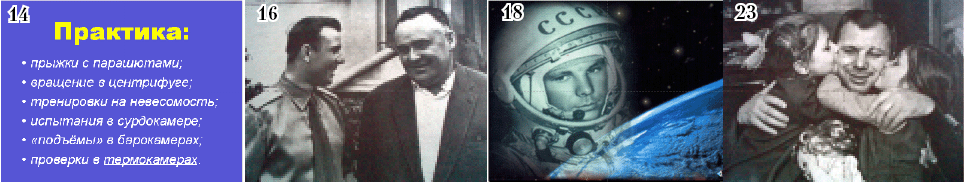 14
Практика:
• прыжки с парашютами;
• вращение в центрифуге;
• тренировки на невесомость;
• испытания в сурдокамере;
• «подъёмы» в барокамерах;
• проверки в термокамерах.
16
18
СССР
23